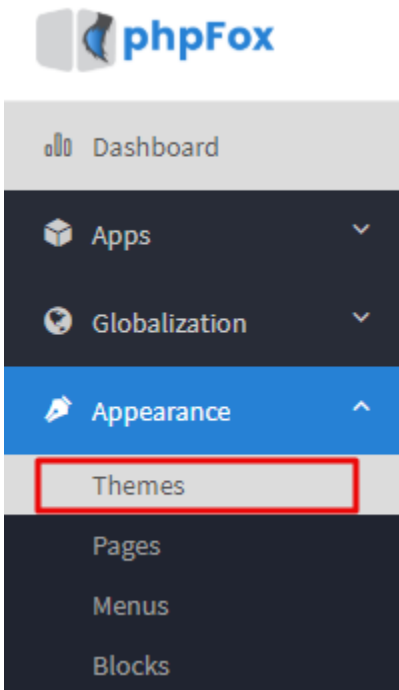 phpFox
Dashboard
Apps
Globalization
Appearance
Themes
Pages
Menus
Blocks